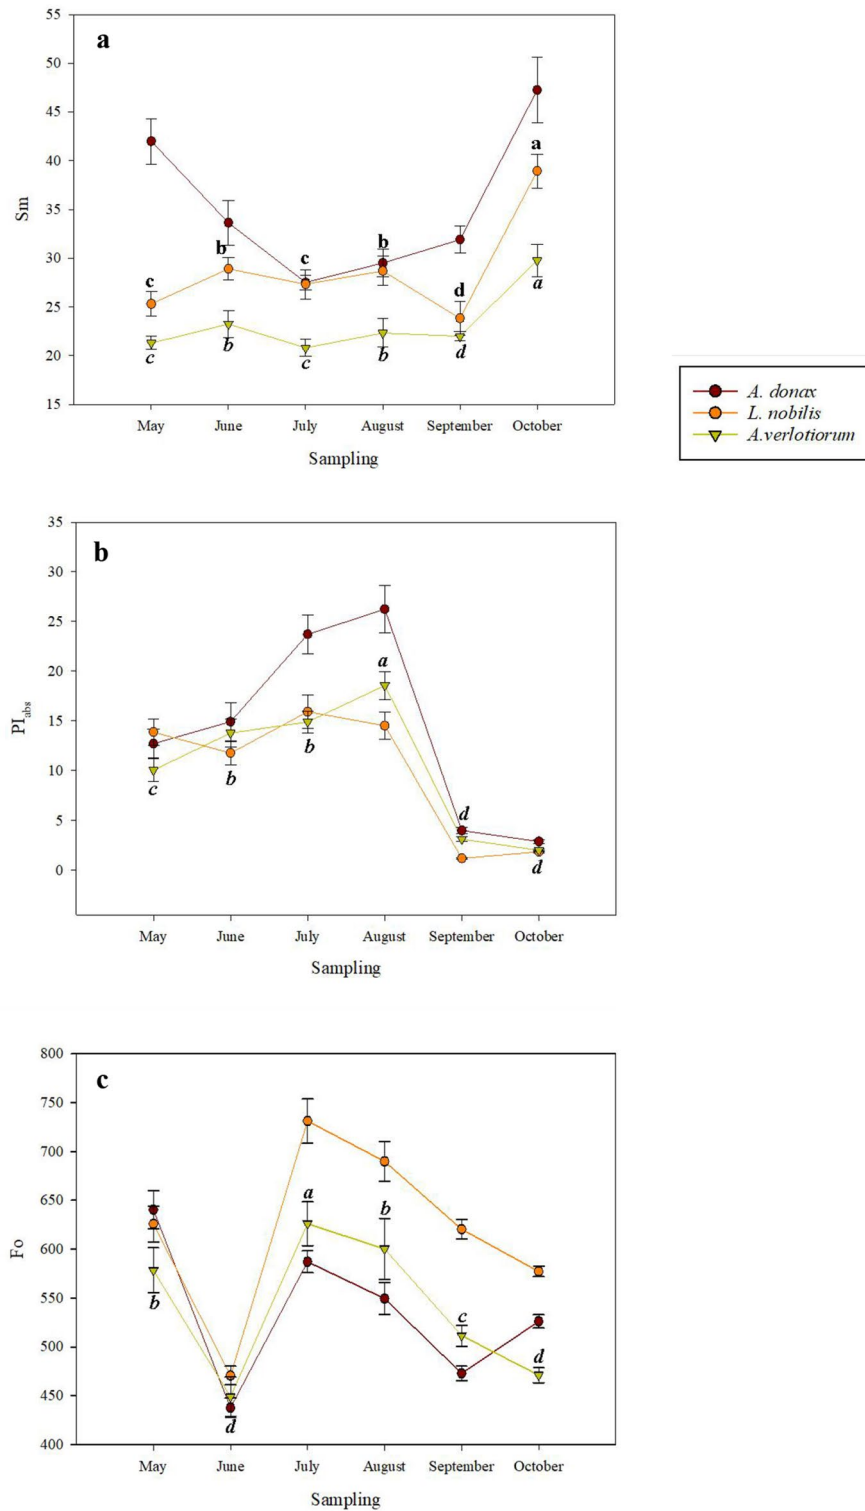 55
a
50
45
40
35
30
25
20
15
Sm
a
b
b
c
c
d
a
c
b
c
b
d
May June July August September October
Sampling
A. donax
L. nobilis
A.verlotiorum
35
b
30
25
20
15
10
5
0
PIabs
a
d
c
b
b
d
May June July August September October
Sampling
800
c
750
700
650
600
550
500
450
400
Fo
a
b
b
c
d
d
May June July August September October
Sampling